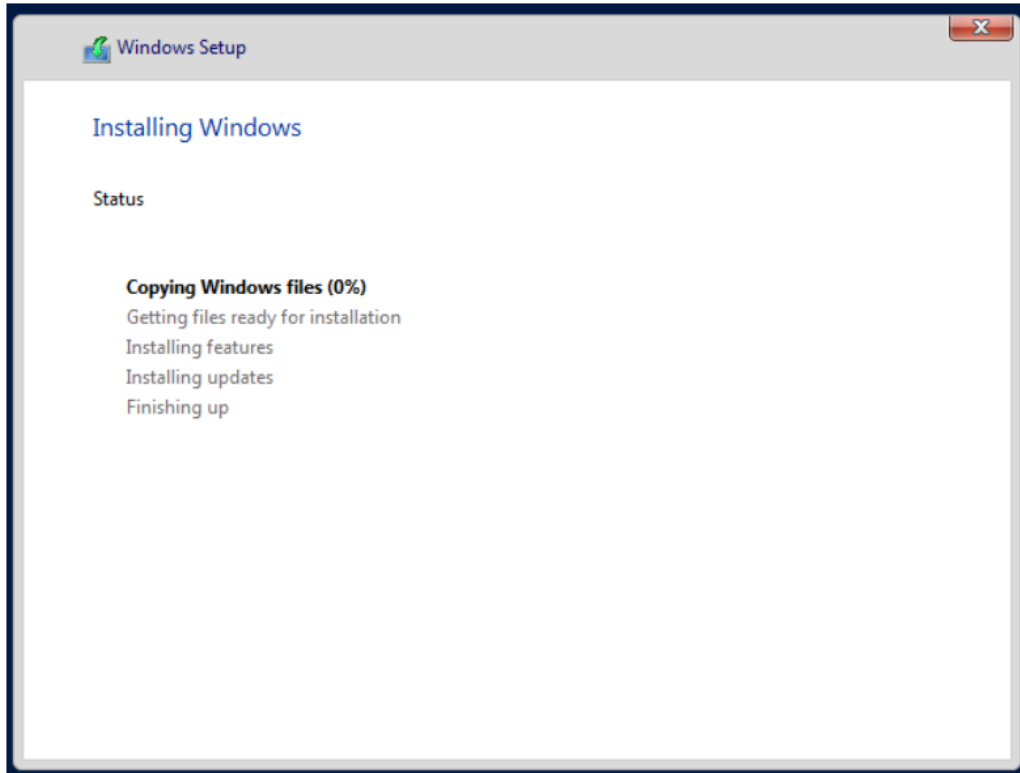 Windows Setup
Installing Windows
Status
Copying Windows files (0%)
Getting files ready for installation
Installing features
Installing updates
Finishing up